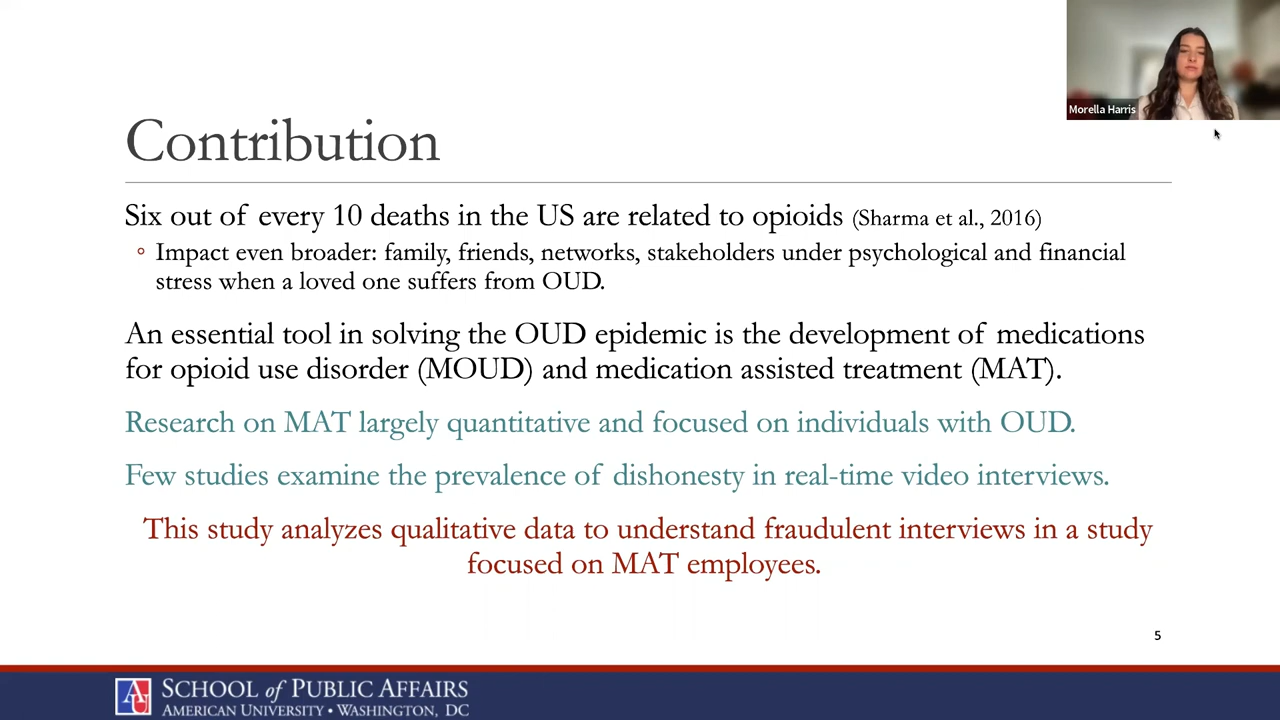 Morella Harris
Contribution
Six out of every 10 deaths in the US are related to opioids (Sharma et al., 2016)
Impact even broader: family, friends, networks, stakeholders under psychological and financial
stress when a loved one suffers from OUD.
An essential tool in solving the OUD epidemic is the development of medications
for opioid use disorder (MOUD) and medication assisted treatment (MAT).
Research on MAT largely quantitative and focused on individuals with OUD.
Few studies examine the prevalence of dishonesty in real-time video interviews.
This study analyzes qualitative data to understand fraudulent interviews in a study
focused on MAT employees.
5
AU
SCHOOL of PUBLIC AFFAIRS
AMERICAN UNIVERSITY • WASHINGTON, DC